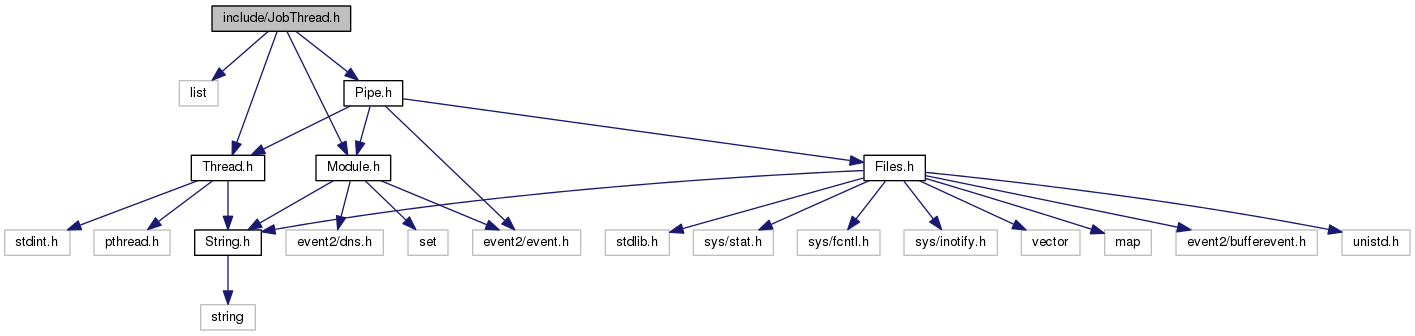 include/JobThread.h
list
Pipe.h
Thread.h
Module.h
Files.h
stdint.h
pthread.h
String.h
event2/dns.h
set
event2/event.h
stdlib.h
sys/stat.h
sys/fcntl.h
sys/inotify.h
vector
map
event2/bufferevent.h
unistd.h
string